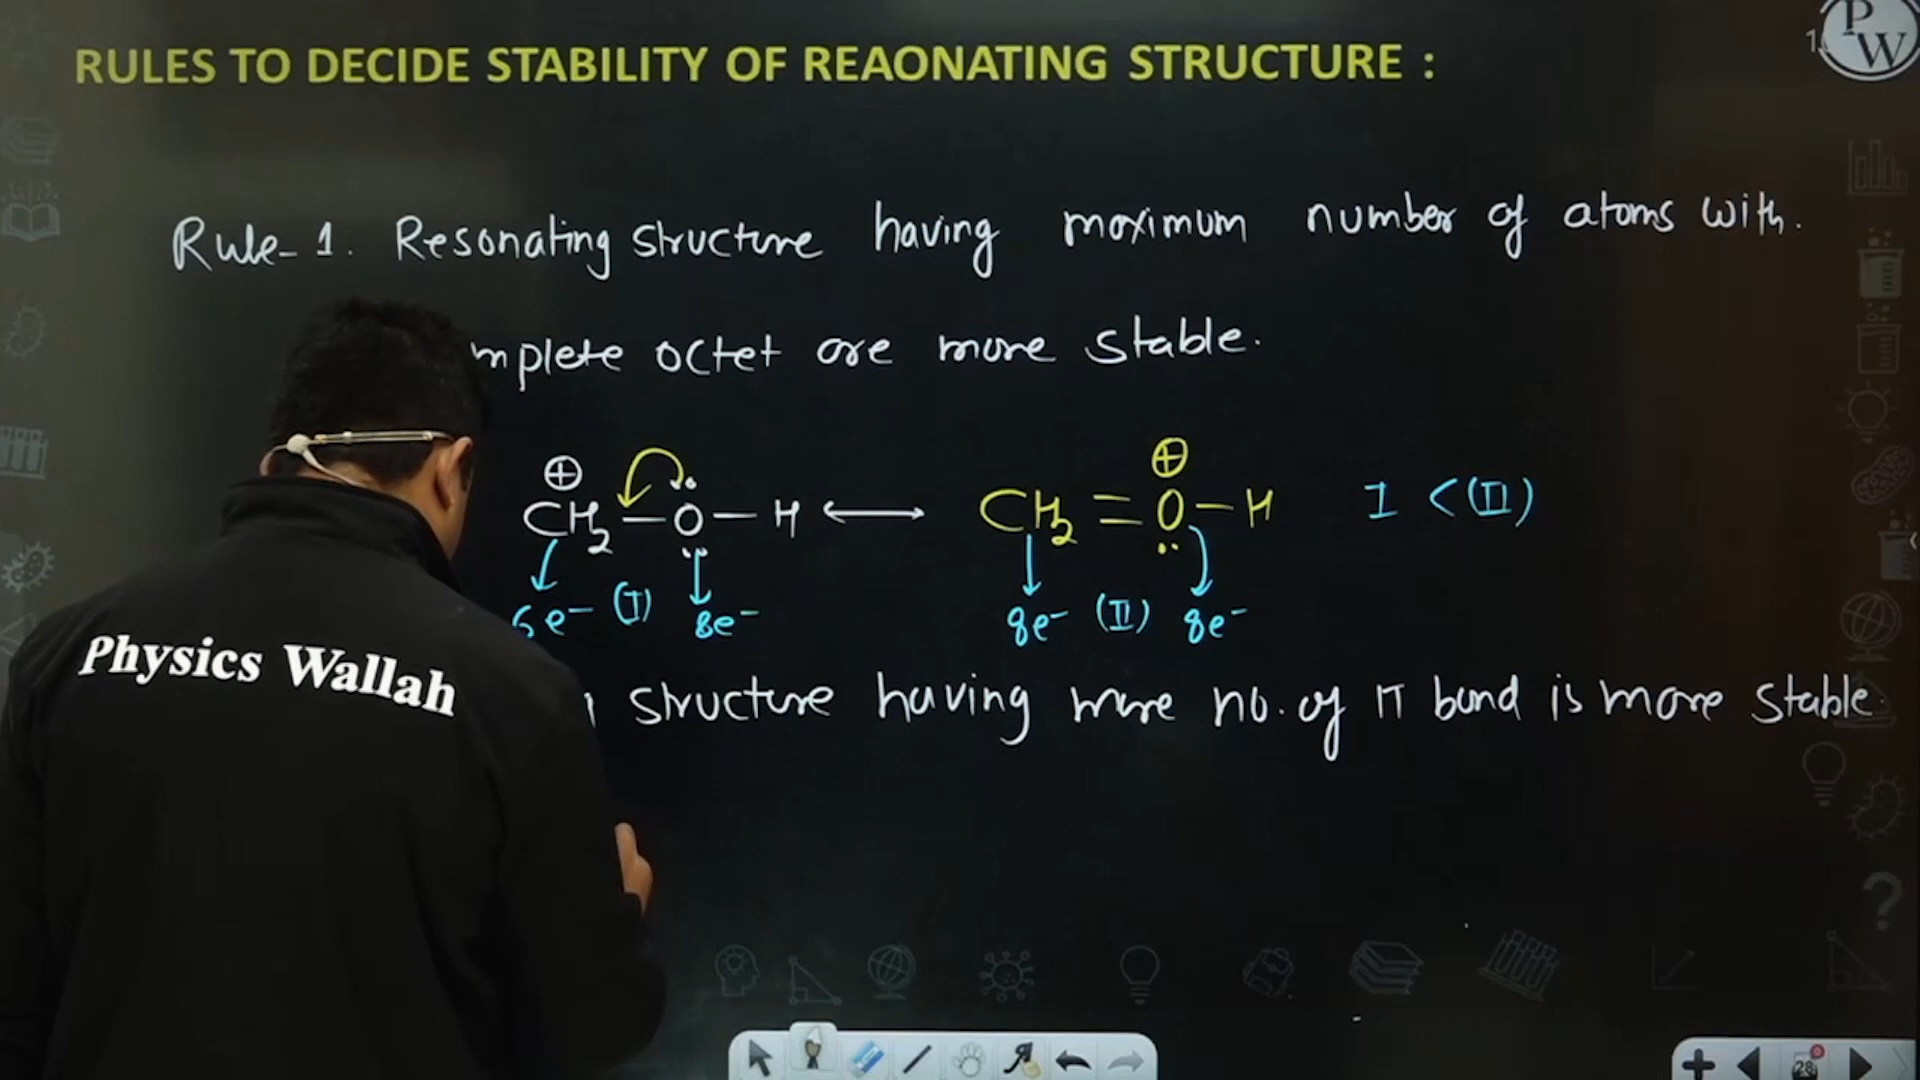 RULES TO DECIDE STABILITY OF REAONATING STRUCTURE :
PW
Rule-1. Resonating structure having maximum number of atoms with.
mplete octet are more stable.
⊕ ⊕
CH₂ — Ö — H ⟷ CH₂ = O — H I < (II)
6e⁻ (I) 8e⁻ 8e⁻ (II) 8e⁻
structure having more no. of π bond is more stable.
Physics Wallah
28